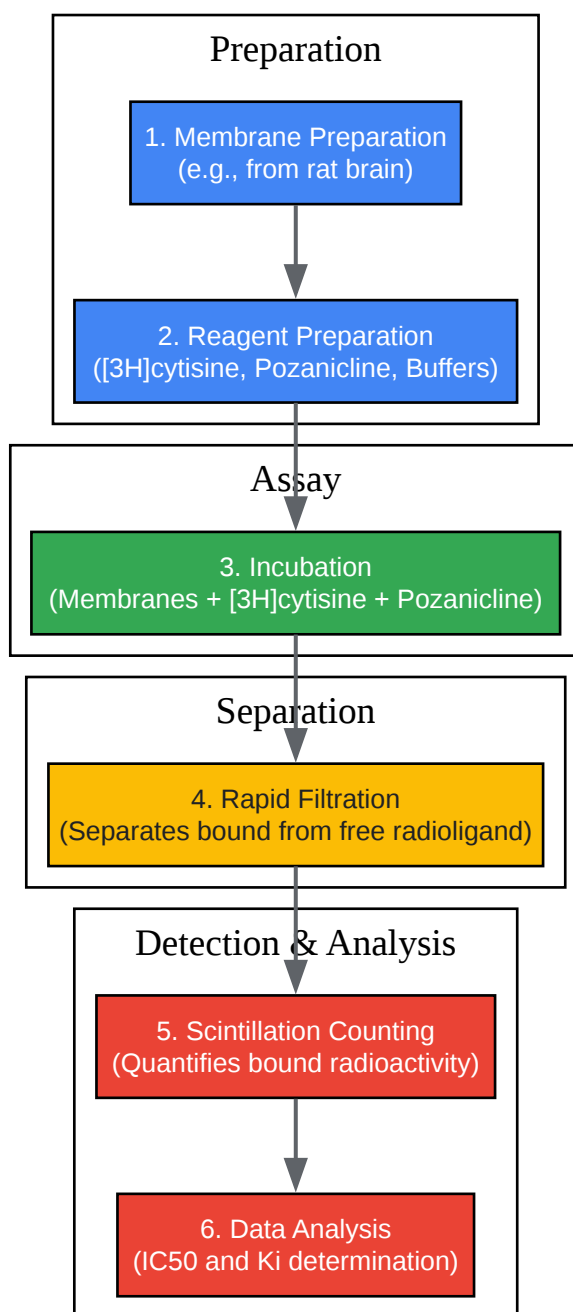 Preparation
1. Membrane Preparation
(e.g., from rat brain)
2. Reagent Preparation
([3H]cytisine, Pozanicline, Buffers)
Assay
3. Incubation
(Membranes + [3H]cytisine + Pozanicline)
Separation
4. Rapid Filtration
(Separates bound from free radioligand)
Detection & Analysis
5. Scintillation Counting
(Quantifies bound radioactivity)
6. Data Analysis
(IC50 and Ki determination)